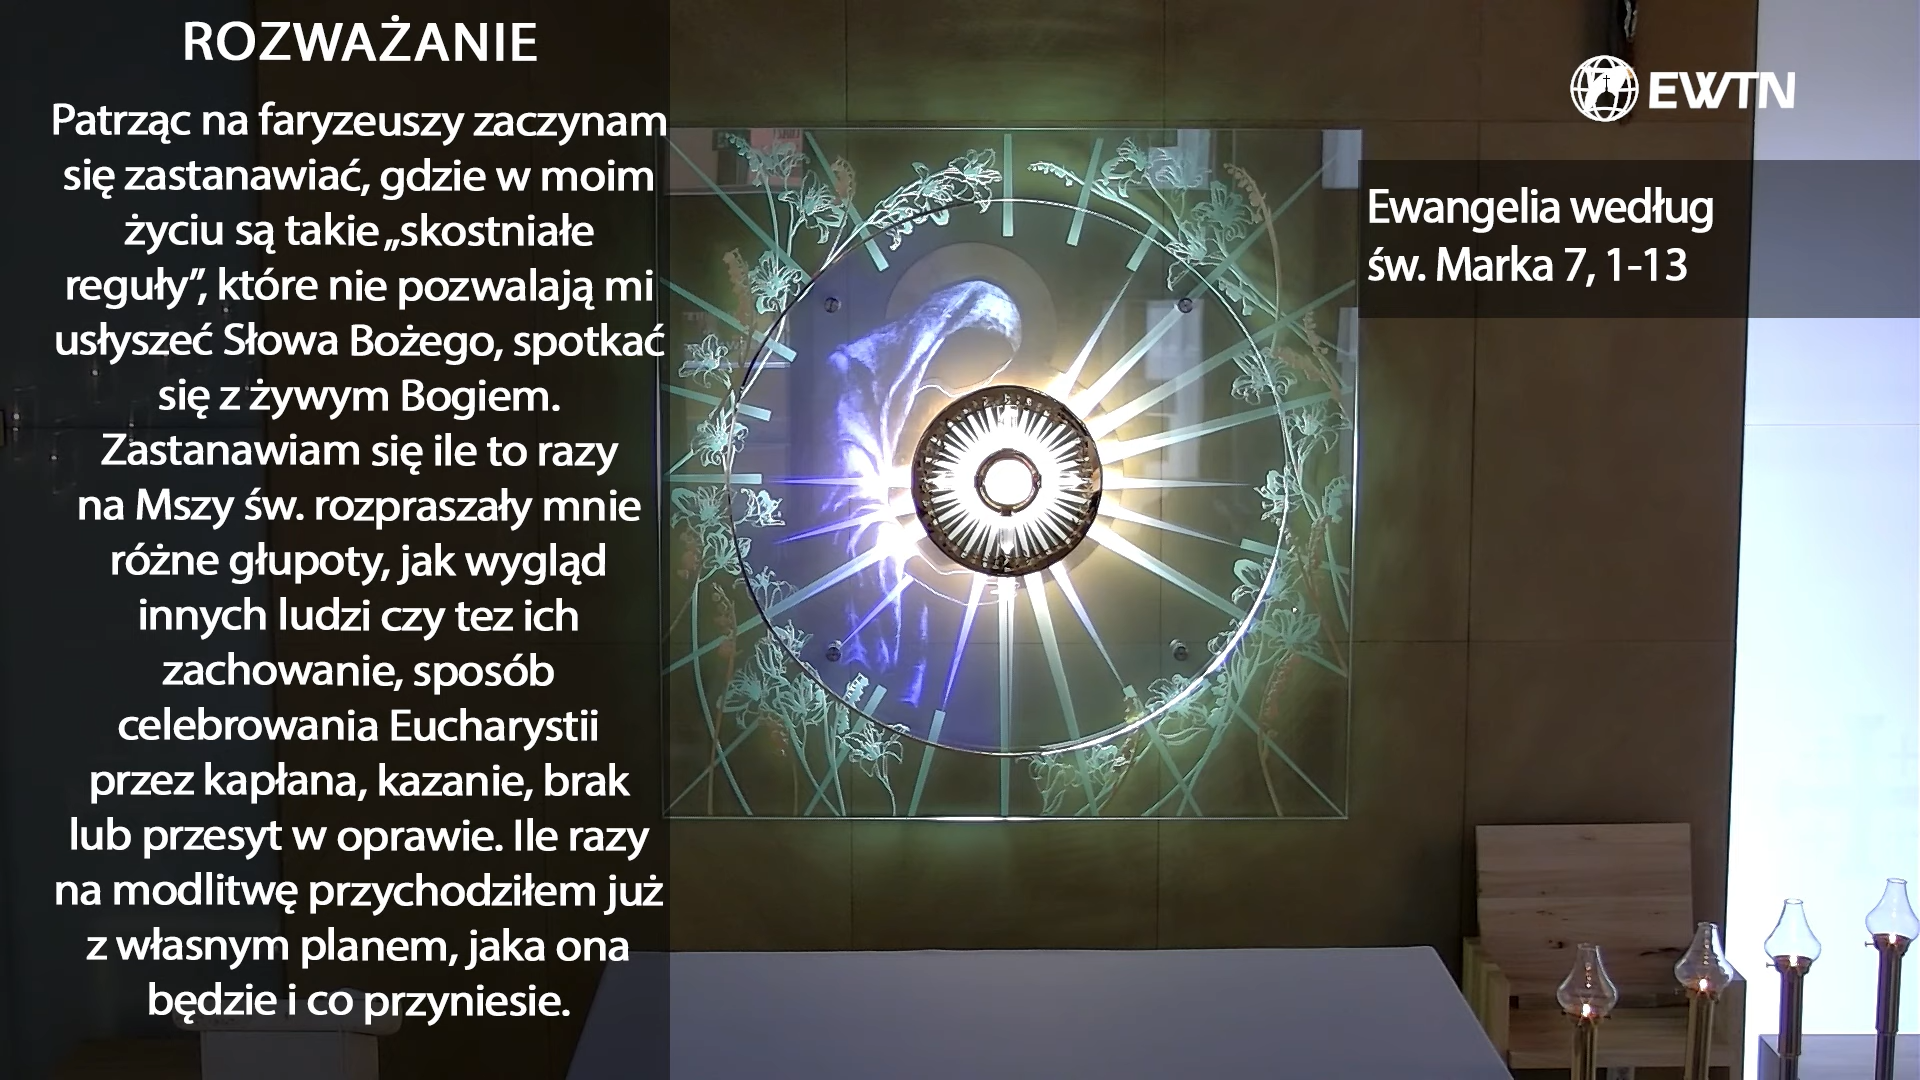 ROZWAŻANIE
Patrząc na faryzeuszy zaczynam
się zastanawiać, gdzie w moim
życiu są takie „skostniałe
reguły”, które nie pozwalają mi
usłyszeć Słowa Bożego, spotkać
się z żywym Bogiem.
Zastanawiam się ile to razy
na Mszy św. rozpraszały mnie
różne głupoty, jak wygląd
innych ludzi czy tez ich
zachowanie, sposób
celebrowania Eucharystii
przez kapłana, kazanie, brak
lub przesyt w oprawie. Ile razy
na modlitwę przychodziłem już
z własnym planem, jaka ona
będzie i co przyniesie.
EWTN
Ewangelia według
św. Marka 7, 1-13